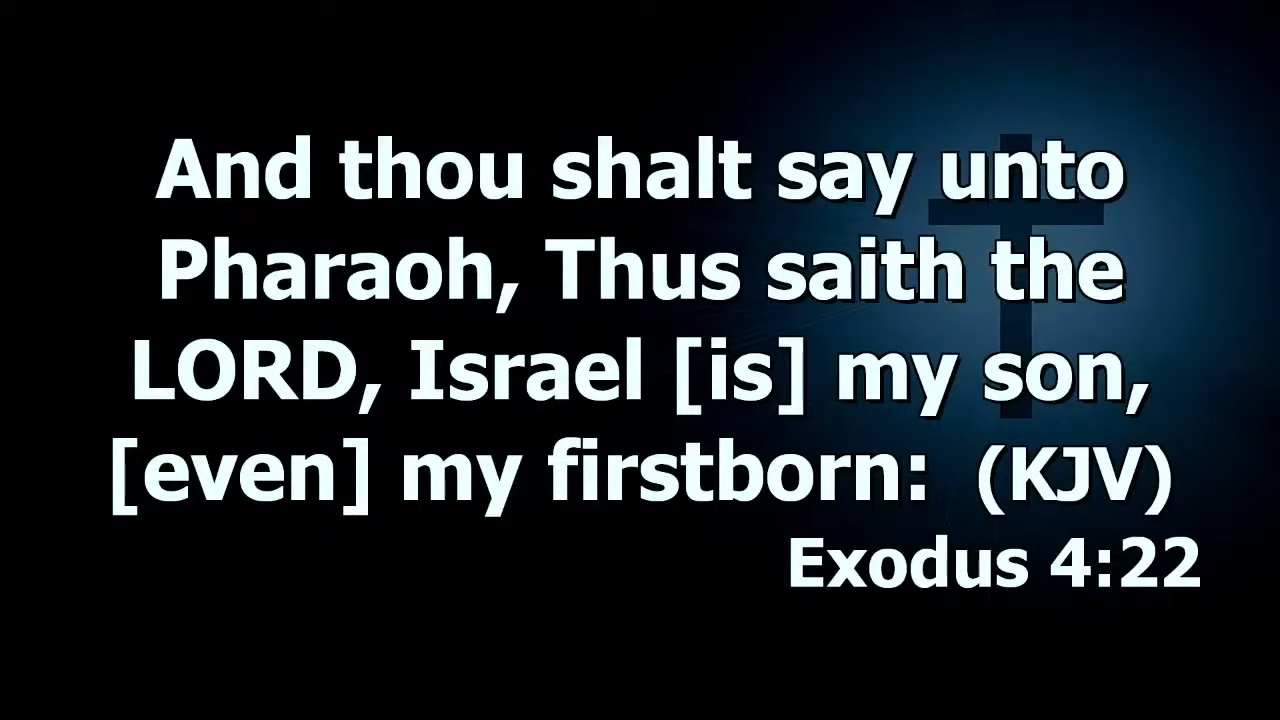 And thou shalt say unto
Pharaoh, Thus saith the
LORD, Israel [is] my son,
[even] my firstborn:  (KJV)
Exodus 4:22